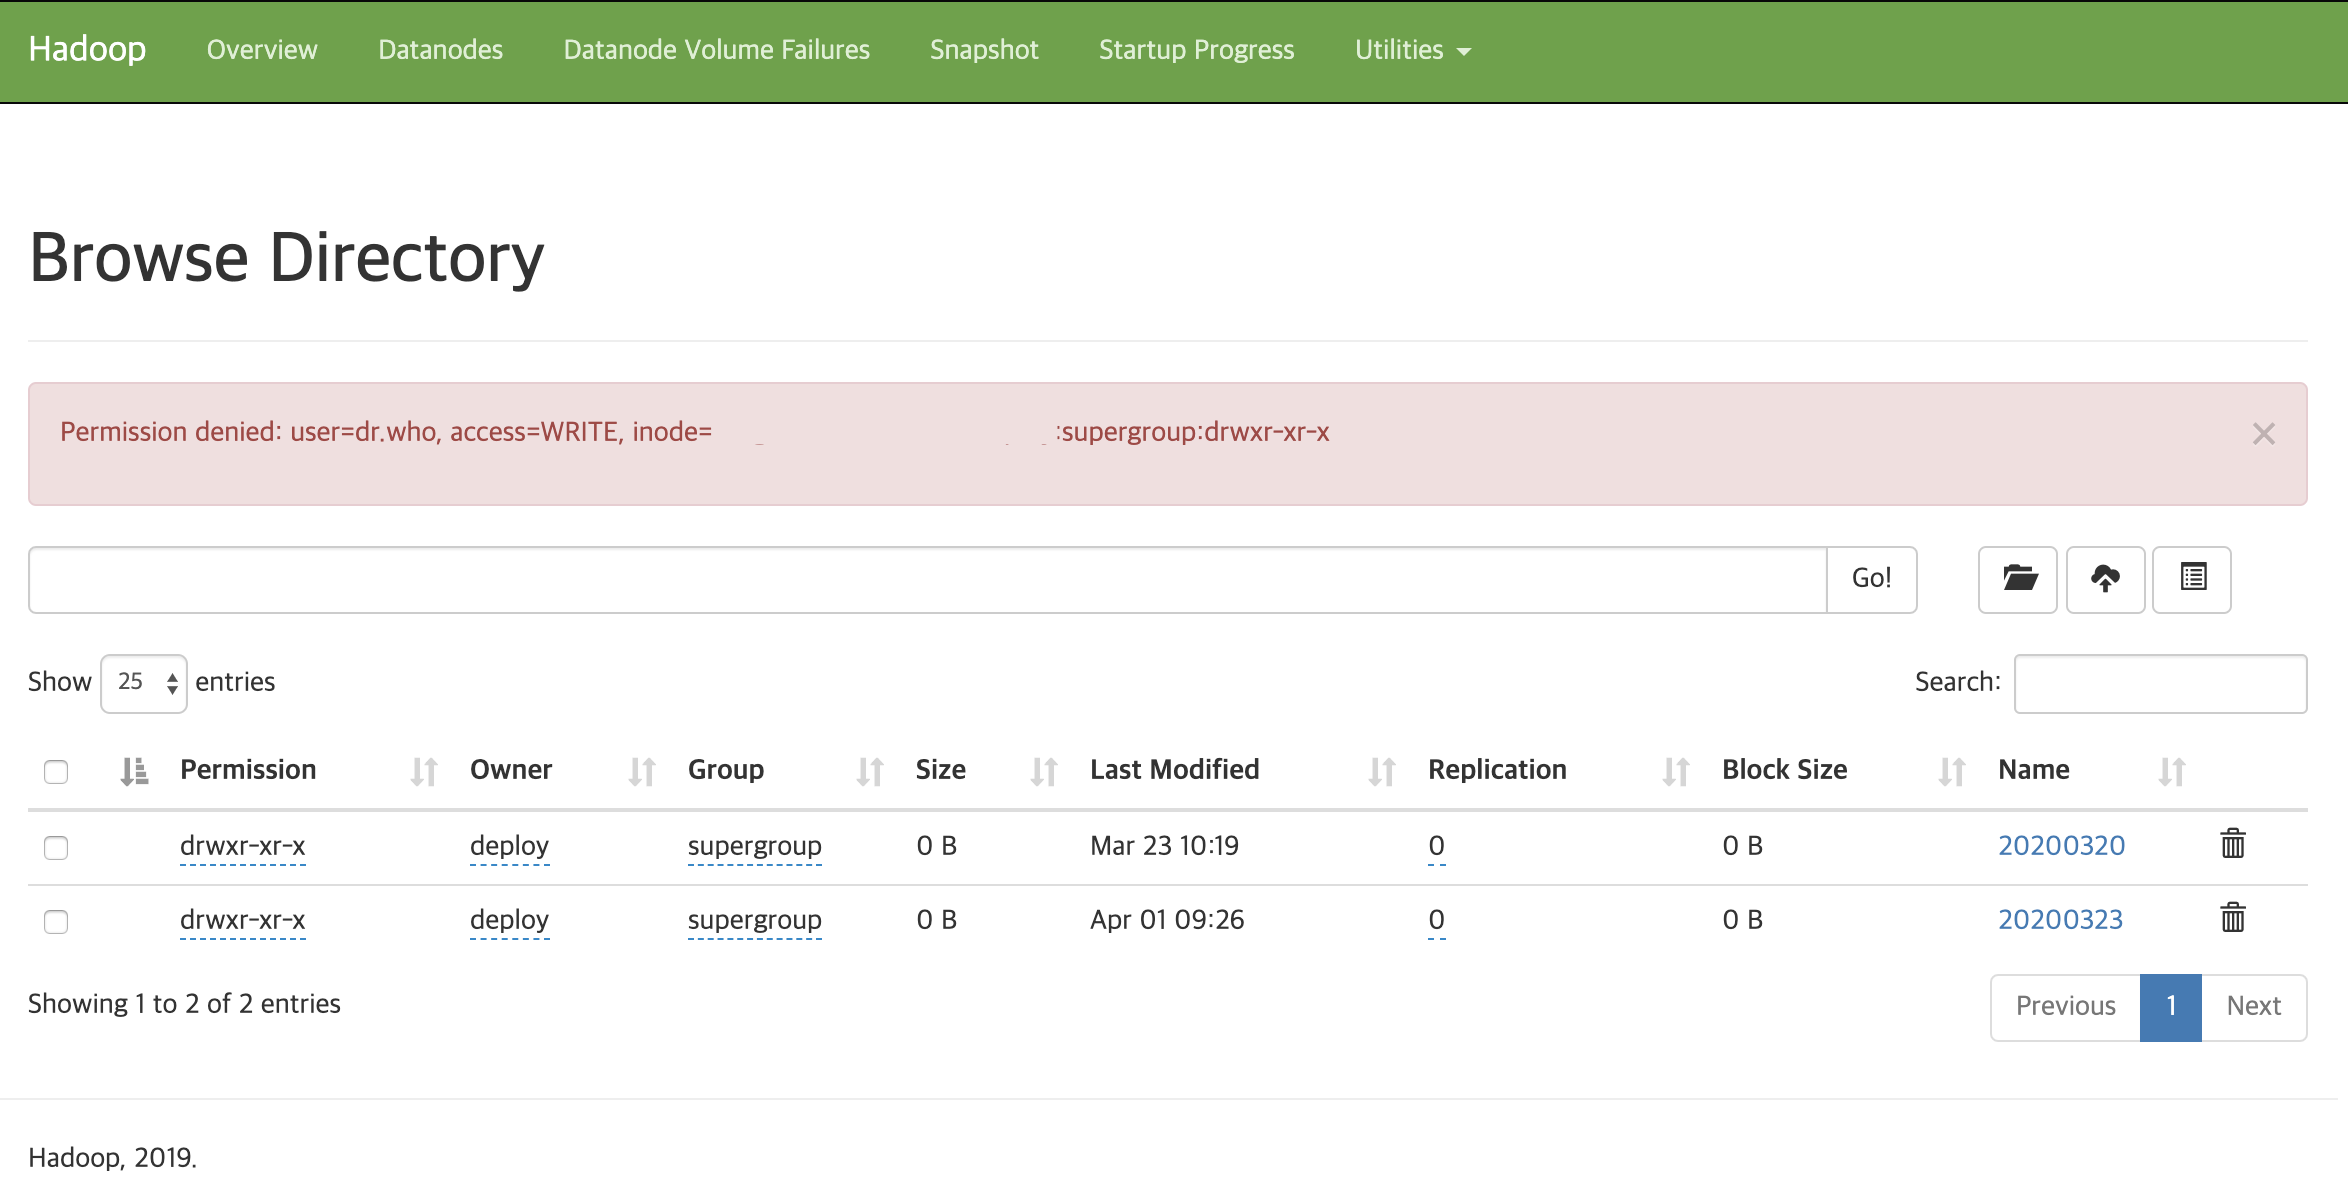 Hadoop Overview Datanodes Datanode Volume Failures Snapshot Startup Progress Utilities
Browse Directory
Permission denied: user=dr.who, access=WRITE, inode= :supergroup:drwxr-xr-x
Go!
Show 25 entries Search:
Permission Owner Group Size Last Modified Replication Block Size Name
drwxr-xr-x deploy supergroup 0 B Mar 23 10:19 0 0 B 20200320
drwxr-xr-x deploy supergroup 0 B Apr 01 09:26 0 0 B 20200323
Showing 1 to 2 of 2 entries Previous 1 Next
Hadoop, 2019.